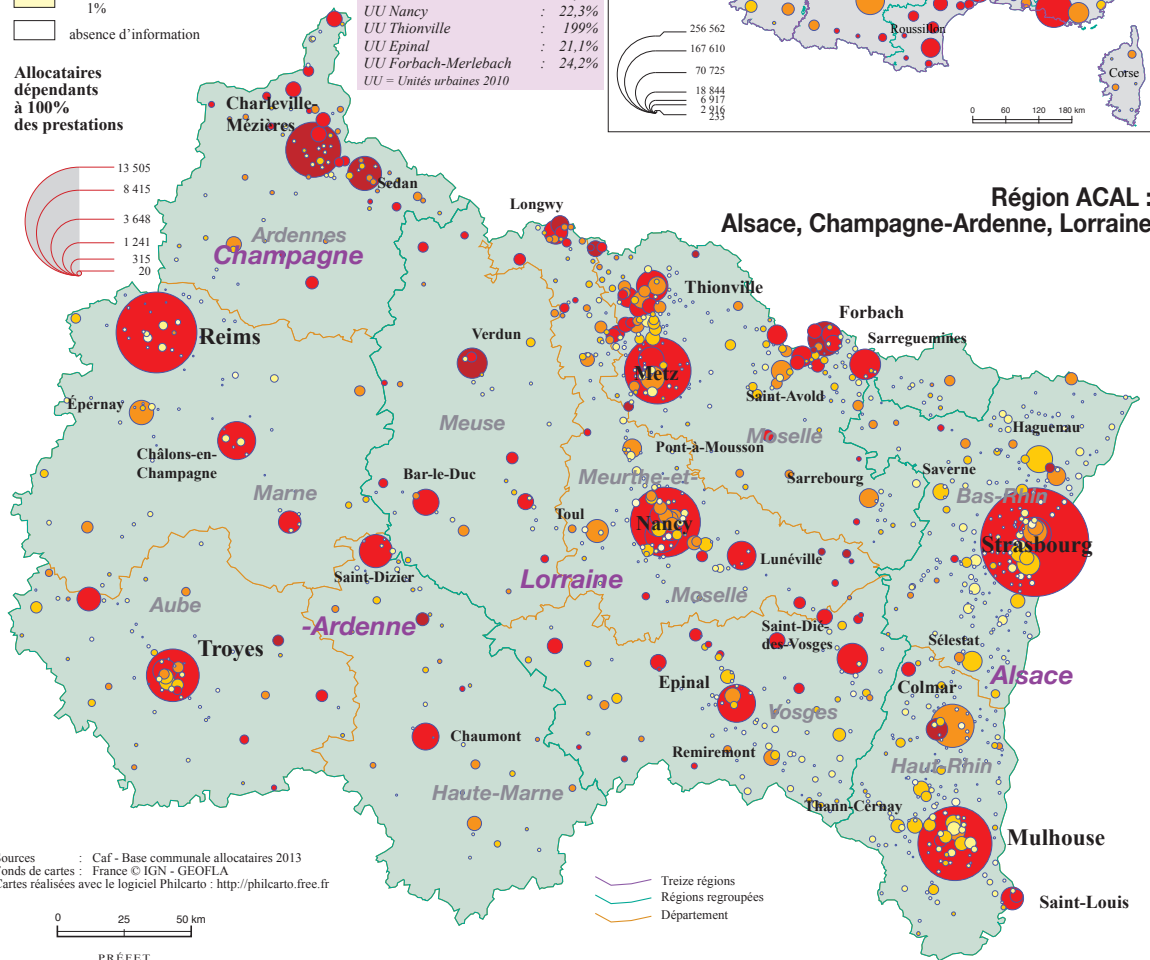 1%
absence d'information
Allocataires
dépendants
à 100%
des prestations
13 505
8 415
3 648
1 241
315
20
UU Nancy : 22,3%
UU Thionville : 199%
UU Epinal : 21,1%
UU Forbach-Merlebach : 24,2%
UU = Unités urbaines 2010
256 562
167 610
70 725
18 844
6 917
2 916
233
Roussillon
Corse
0 60 120 180 km
Région ACAL :
Alsace, Champagne-Ardenne, Lorraine
Charleville-
Mézières
Sedan
Longwy
Ardennes
Champagne
Thionville
Forbach
Sarreguemines
Reims
Verdun
Metz
Saint-Avold
Épernay
Meuse
Moselle
Haguenau
Châlons-en-
Champagne
Pont-à-Mousson
Bar-le-Duc
Meurthe-et-
Sarrebourg
Saverne
Marne
Bas-Rhin
Toul
Nancy
Strasbourg
Saint-Dizier
Lorraine
Lunéville
Aube
Moselle
-Ardenne
Saint-Dié-
des-Vosges
Sélestat
Troyes
Epinal
Alsace
Colmar
Vosges
Chaumont
Remiremont
Haut-Rhin
Haute-Marne
Thann-Cernay
Mulhouse
Saint-Louis
Sources : Caf - Base communale allocataires 2013
Fonds de cartes : France © IGN - GEOFLA
Cartes réalisées avec le logiciel Philcarto : http://philcarto.free.fr
0 25 50 km
Treize régions
Régions regroupées
Département
PRÉFET